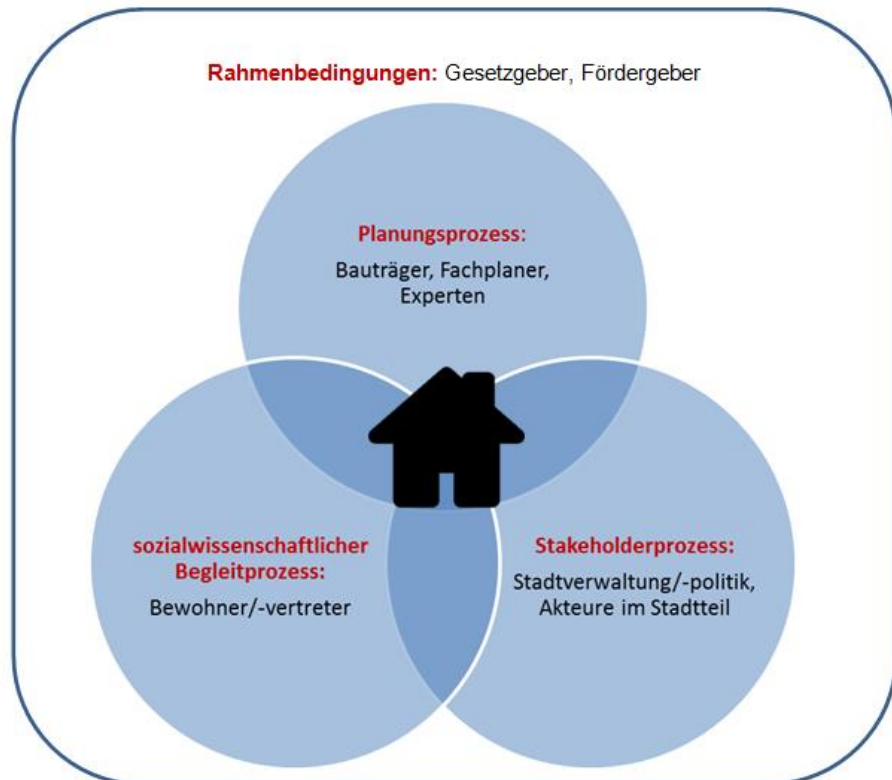 Rahmenbedingungen: Gesetzgeber, Fördergeber
Planungsprozess:
Bauträger, Fachplaner,
Experten
sozialwissenschaftlicher
Begleitprozess:
Bewohner/-vertreter
Stakeholderprozess:
Stadtverwaltung/-politik,
Akteure im Stadtteil